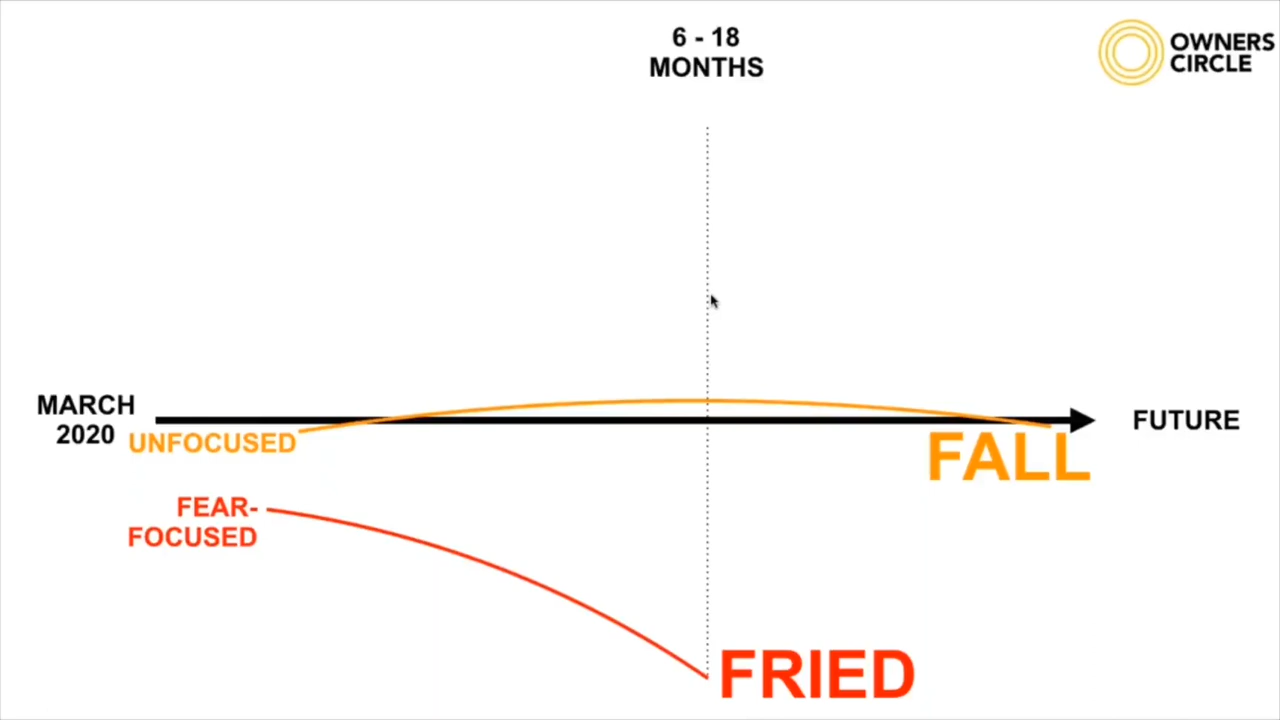 6 - 18
MONTHS
OWNERS
CIRCLE
MARCH
2020
FUTURE
UNFOCUSED
FALL
FEAR-
FOCUSED
FRIED